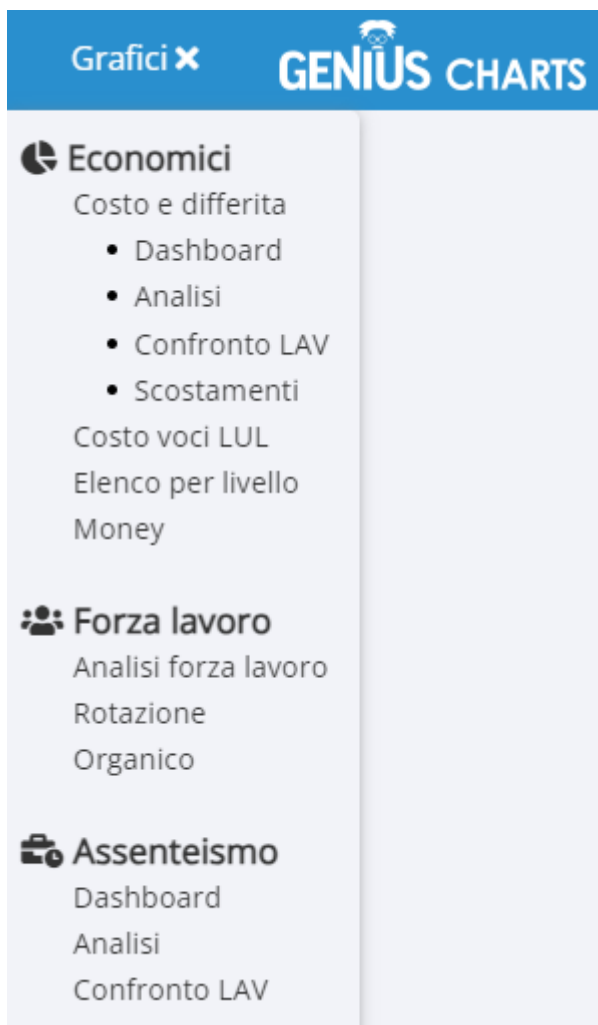 Grafici ✖ GENIUS CHARTS
Economici
Costo e differita
• Dashboard
• Analisi
• Confronto LAV
• Scostamenti
Costo voci LUL
Elenco per livello
Money
Forza lavoro
Analisi forza lavoro
Rotazione
Organico
Assenteismo
Dashboard
Analisi
Confronto LAV